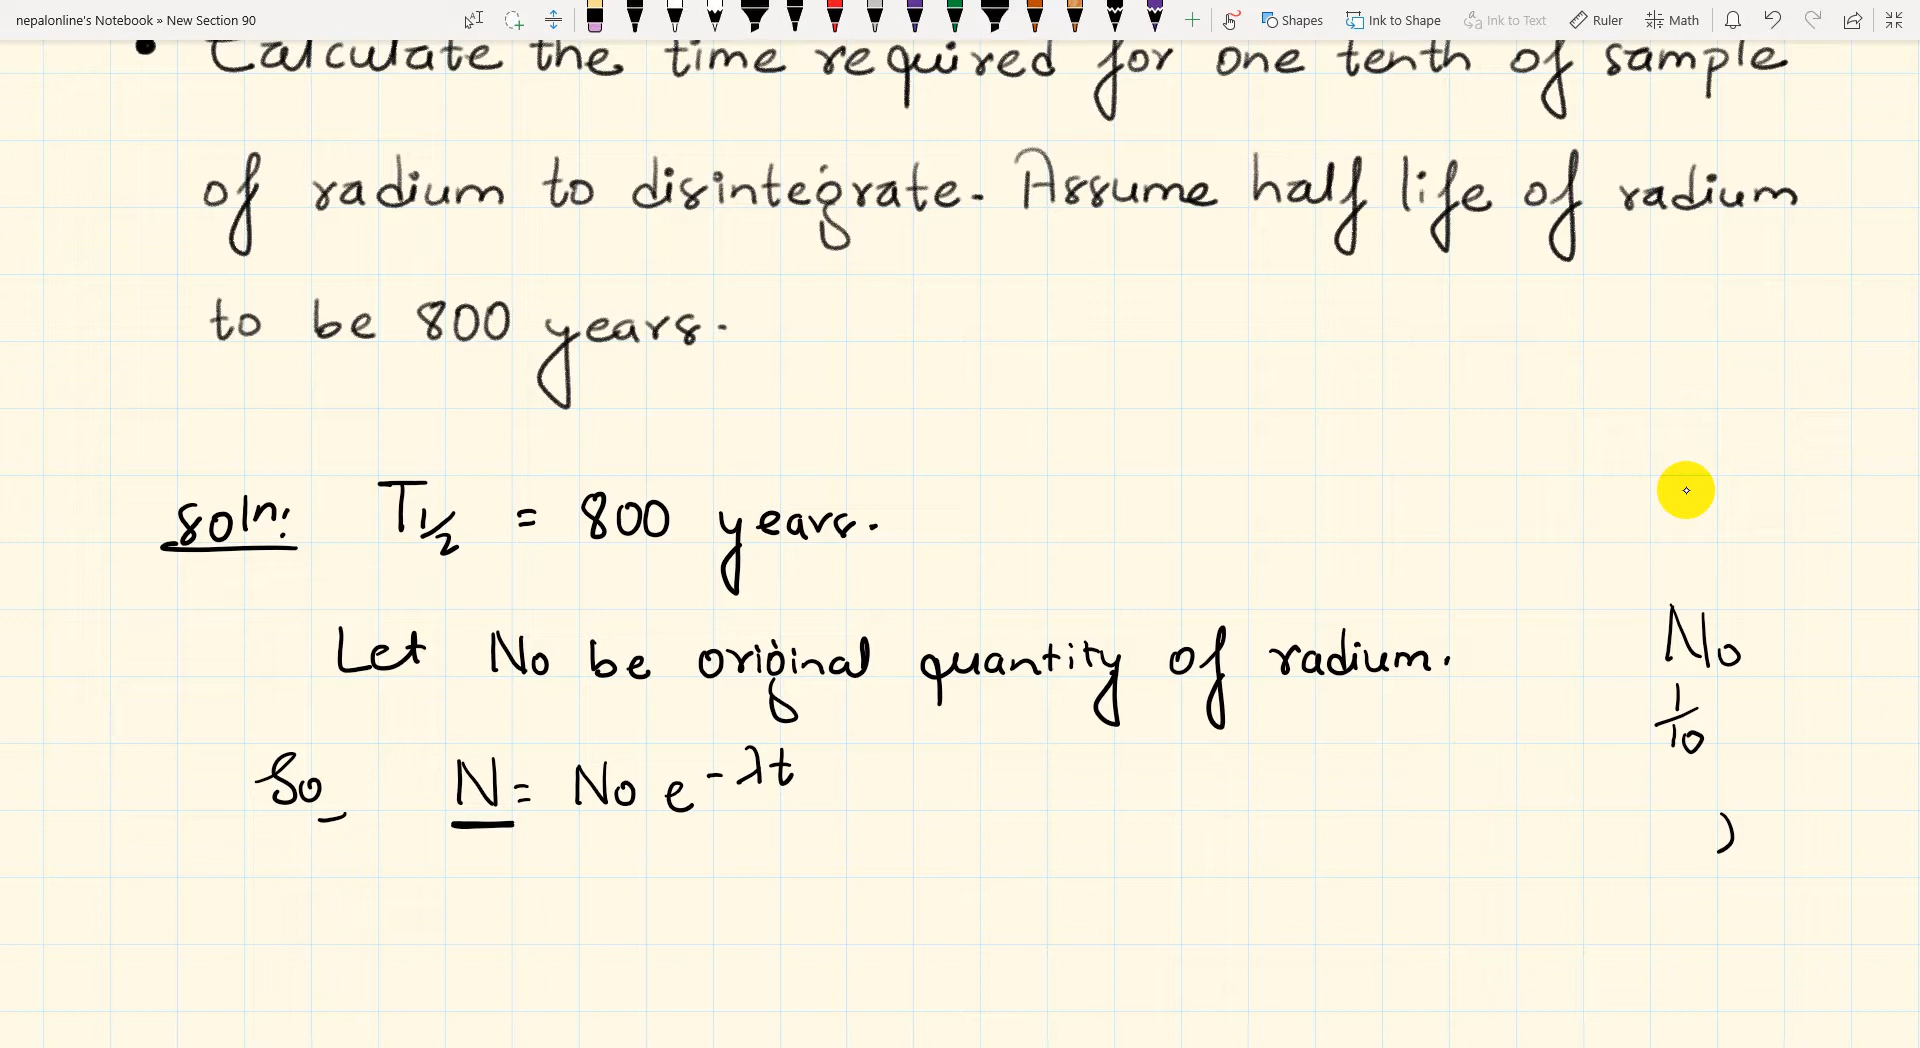 nepalonline's Notebook » New Section 90
Shapes Ink to Shape Ink to Text Ruler Math
• Calculate the time required for one tenth of sample
of radium to disintegrate. Assume half life of radium
to be 800 years.
soln: T1/2 = 800 years.
Let No be original quantity of radium.
No
1/10
So N = No e^-λt
)